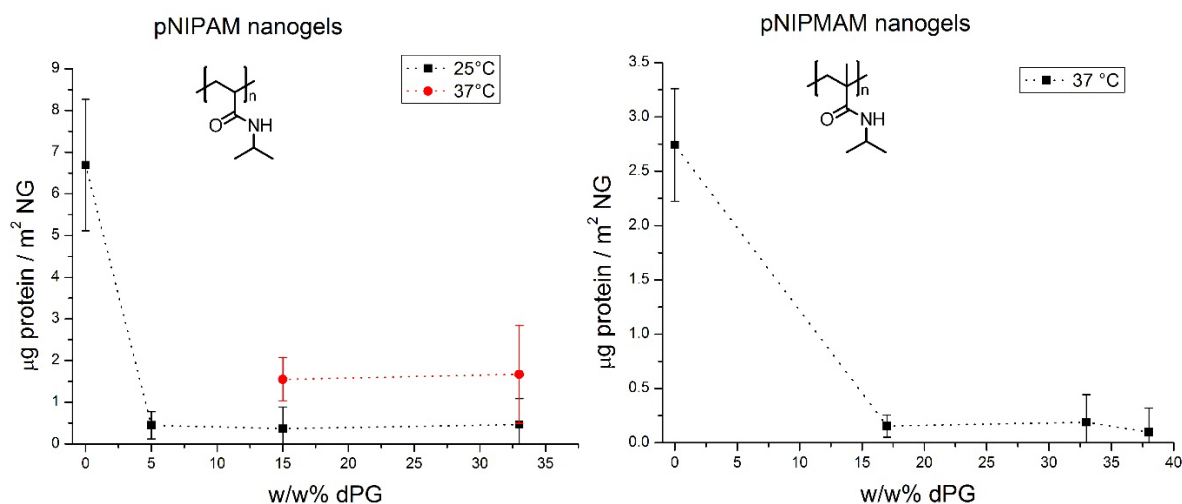 pNIPAM nanogels
25°C
37°C
n
O
NH
µg protein / m² NG
9
8
7
6
5
4
3
2
1
0
0
5
10
15
20
25
30
35
w/w% dPG
pNIPMAM nanogels
37 °C
n
O
NH
µg protein / m² NG
3.5
3.0
2.5
2.0
1.5
1.0
0.5
0.0
0
5
10
15
20
25
30
35
40
w/w% dPG